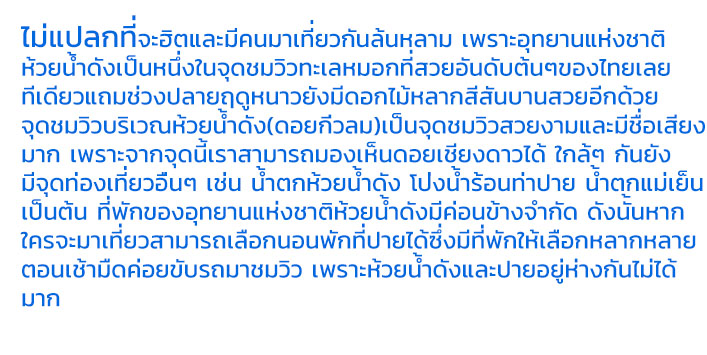 ไม่แปลกที่จะฮิตและมีคนมาเที่ยวกันล้นหลาม เพราะอุทยานแห่งชาติ
ห้วยน้ำดังเป็นหนึ่งในจุดชมวิวทะเลหมอกที่สวยอันดับต้นๆของไทยเลย
ทีเดียวแถมช่วงปลายฤดูหนาวยังมีดอกไม้หลากสีสันบานสวยอีกด้วย
จุดชมวิวบริเวณห้วยน้ำดัง(ดอยกิ่วลม)เป็นจุดชมวิวสวยงามและมีชื่อเสียง
มาก เพราะจากจุดนี้เราสามารถมองเห็นดอยเชียงดาวได้ ใกล้ๆ กันยัง
มีจุดท่องเที่ยวอื่นๆ เช่น น้ำตกห้วยน้ำดัง โปงน้ำร้อนท่าปาย น้ำตกแม่เย็น
เป็นต้น ที่พักของอุทยานแห่งชาติห้วยน้ำดังมีค่อนข้างจำกัด ดังนั้นหาก
ใครจะมาเที่ยวสามารถเลือกนอนพักที่ปายได้ซึ่งมีที่พักให้เลือกหลากหลาย
ตอนเช้ามืดค่อยขับรถมาชมวิว เพราะห้วยน้ำดังและปายอยู่ห่างกันไม่ได้
มาก